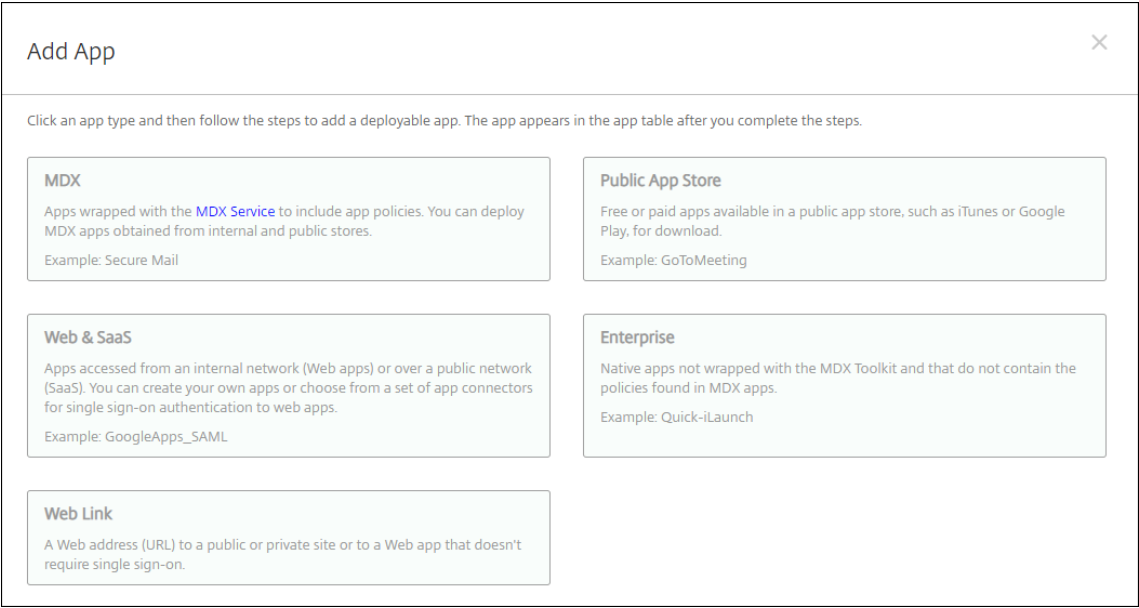 Add App
Click an app type and then follow the steps to add a deployable app. The app appears in the app table after you complete the steps.
MDX
Apps wrapped with the MDX Service to include app policies. You can deploy
MDX apps obtained from internal and public stores.
Example: Secure Mail
Public App Store
Free or paid apps available in a public app store, such as iTunes or Google
Play, for download.
Example: GoToMeeting
Web & SaaS
Apps accessed from an internal network (Web apps) or over a public network
(SaaS). You can create your own apps or choose from a set of app connectors
for single sign-on authentication to web apps.
Example: GoogleApps_SAML
Enterprise
Native apps not wrapped with the MDX Toolkit and that do not contain the
policies found in MDX apps.
Example: Quick-iLaunch
Web Link
A Web address (URL) to a public or private site or to a Web app that doesn't
require single sign-on.